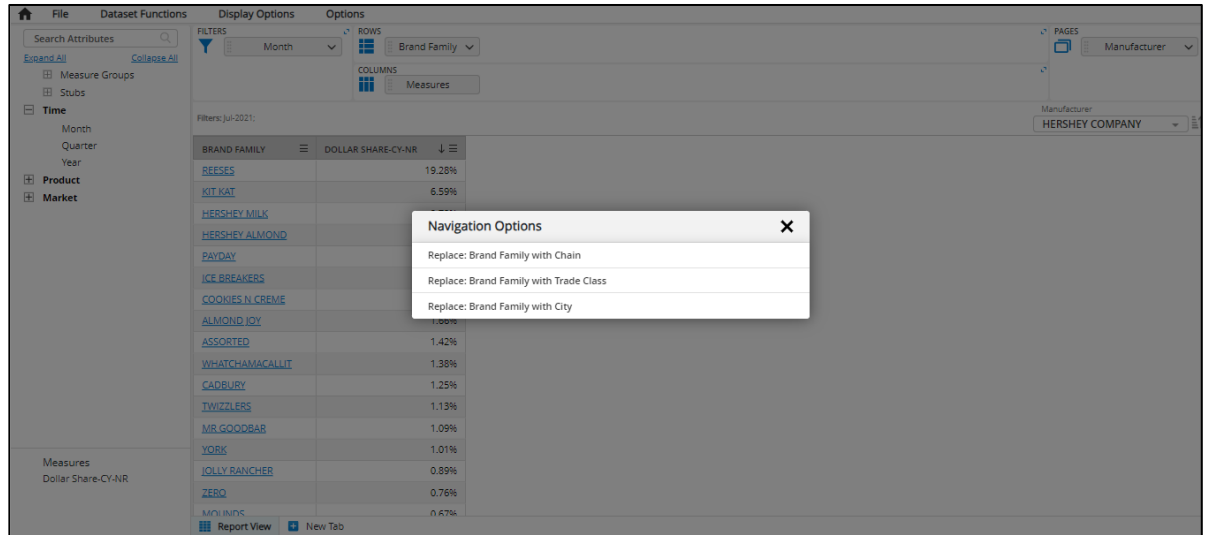 File Dataset Functions Display Options Options
Search Attributes
Expand All Collapse All
Measure Groups
Stubs
Time
Month
Quarter
Year
Product
Market
Measures
Dollar Share-CY-NR
FILTERS
Month
ROWS
Brand Family
COLUMNS
Measures
PAGES
Manufacturer
Filters: Jul-2021;
Manufacturer
HERSHEY COMPANY
BRAND FAMILY DOLLAR SHARE-CY-NR
REESES 19.28%
KIT KAT 6.59%
HERSHEY MILK
HERSHEY ALMOND
PAYDAY
ICE BREAKERS
COOKIES N CREME
ALMOND JOY 1.66%
ASSORTED 1.42%
WHATCHAMACALLIT 1.38%
CADBURY 1.25%
TWIZZLERS 1.13%
MR GOODBAR 1.09%
YORK 1.01%
JOLLY RANCHER 0.89%
ZERO 0.76%
MOUNDS 0.67%
Navigation Options
Replace: Brand Family with Chain
Replace: Brand Family with Trade Class
Replace: Brand Family with City
Report View New Tab